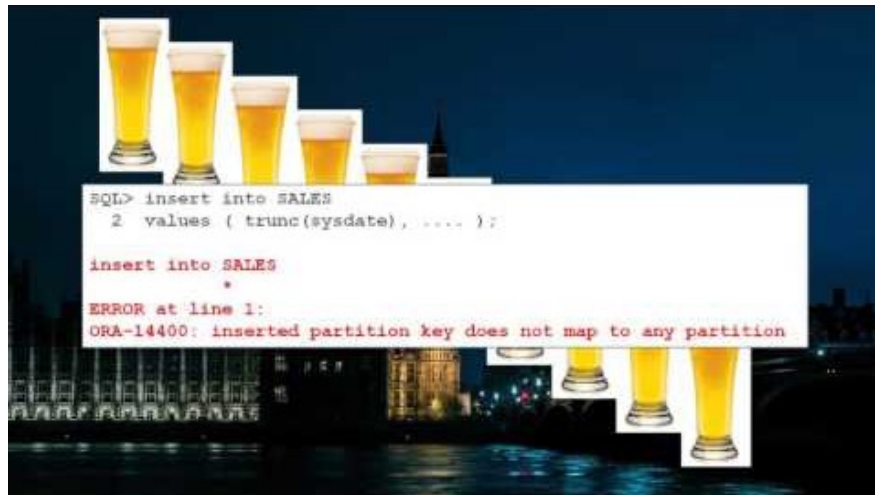 SQL> insert into SALES
  2  values ( trunc(sysdate), .... );
insert into SALES
            *
ERROR at line 1:
ORA-14400: inserted partition key does not map to any partition